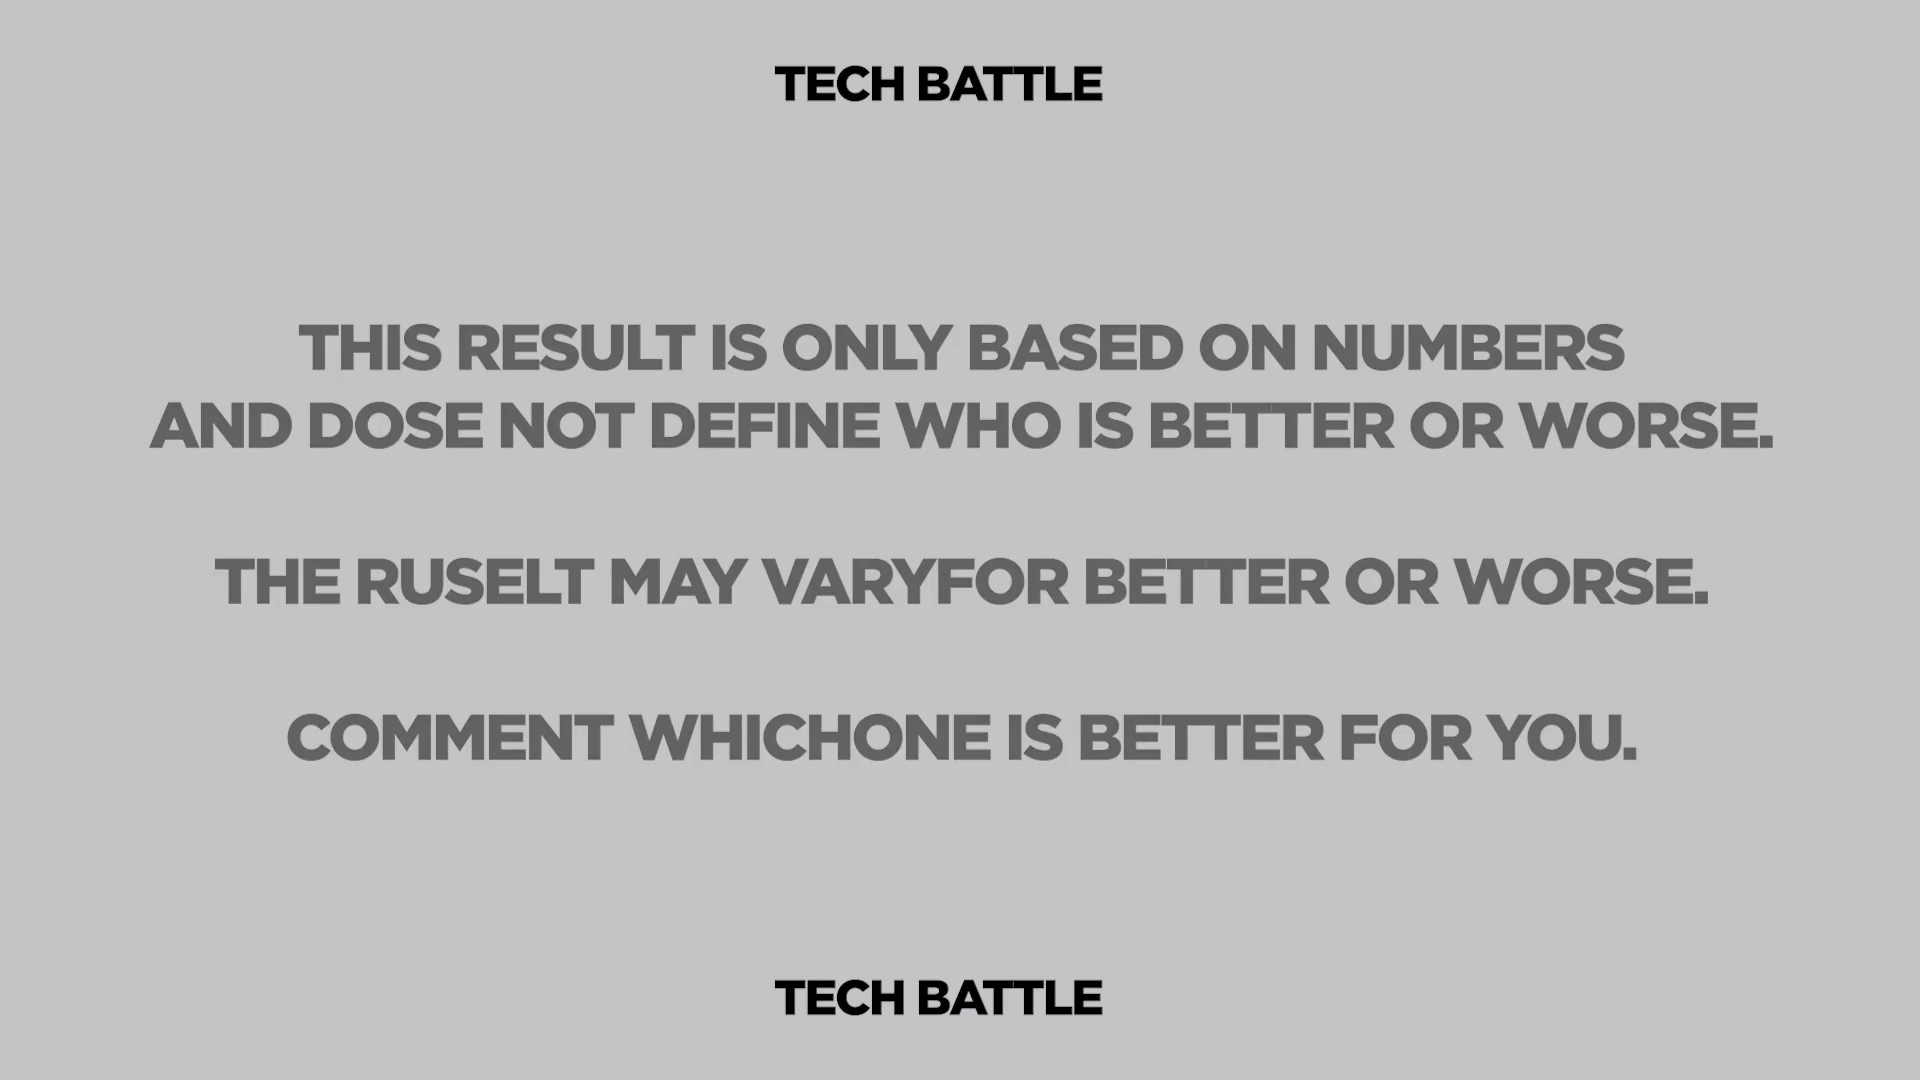 TECH BATTLE
THIS RESULT IS ONLY BASED ON NUMBERS
AND DOSE NOT DEFINE WHO IS BETTER OR WORSE.
THE RUSELT MAY VARYFOR BETTER OR WORSE.
COMMENT WHICHONE IS BETTER FOR YOU.
TECH BATTLE